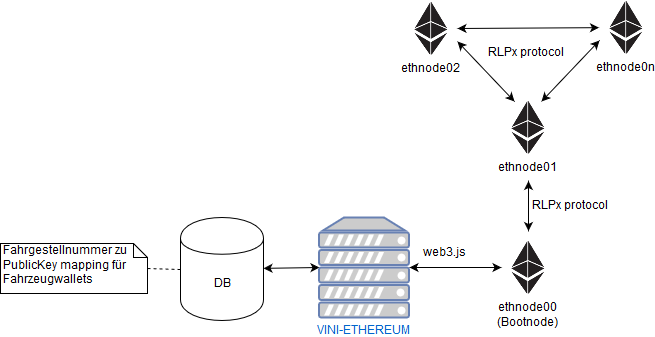 ethnode02
RLPx protocol
ethnode0n
ethnode01
RLPx protocol
Fahrgestellnummer zu
PublicKey mapping für
Fahrzeugwallets
DB
VINI-ETHEREUM
web3.js
ethnode00
(Bootnode)